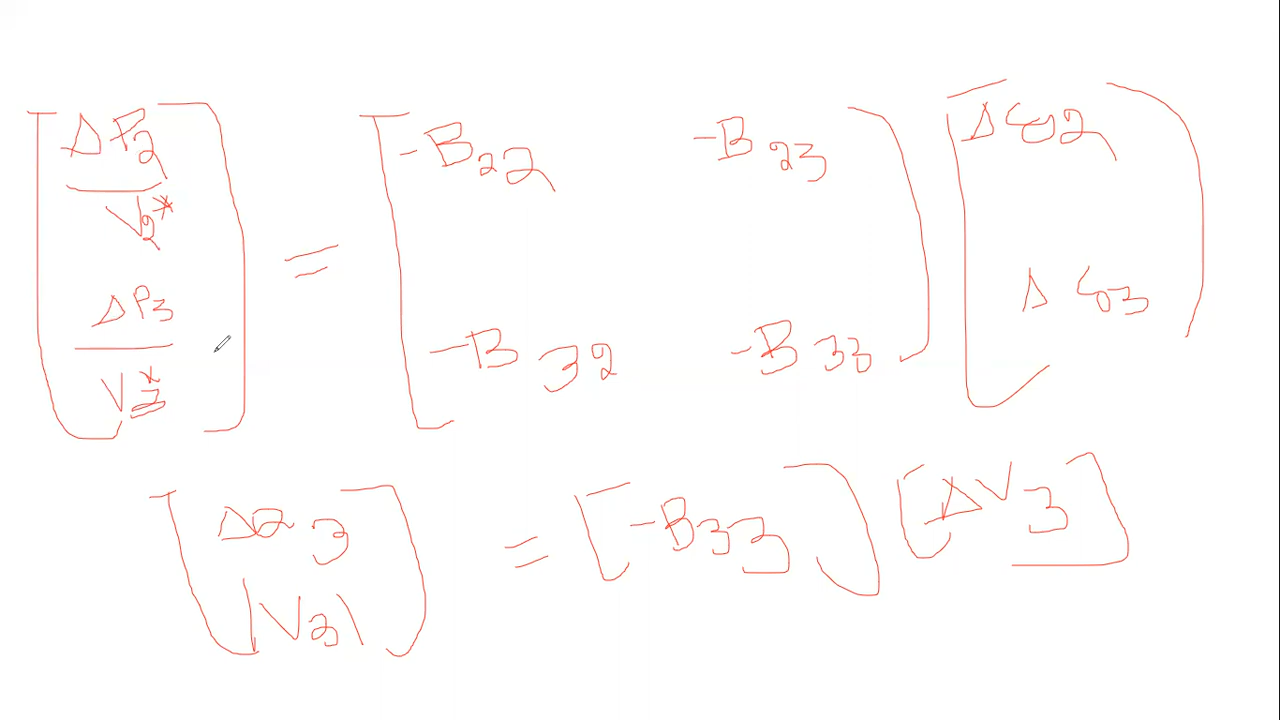 ΔP2 / V2* = -B22 -B23 Δδ2
ΔP3 / V3* -B32 -B33 Δδ3
ΔQ3 / |V3| = [-B33] [ΔV3]